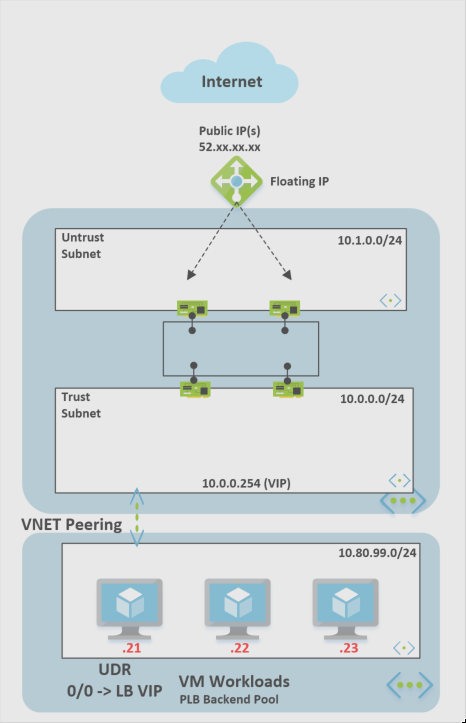 Internet
Public IP(s)
52.xx.xx.xx
Floating IP
Untrust
Subnet
10.1.0.0/24
Trust
Subnet
10.0.0.0/24
10.0.0.254 (VIP)
VNET Peering
10.80.99.0/24
.21
.22
.23
UDR
0/0 -> LB VIP
VM Workloads
PLB Backend Pool